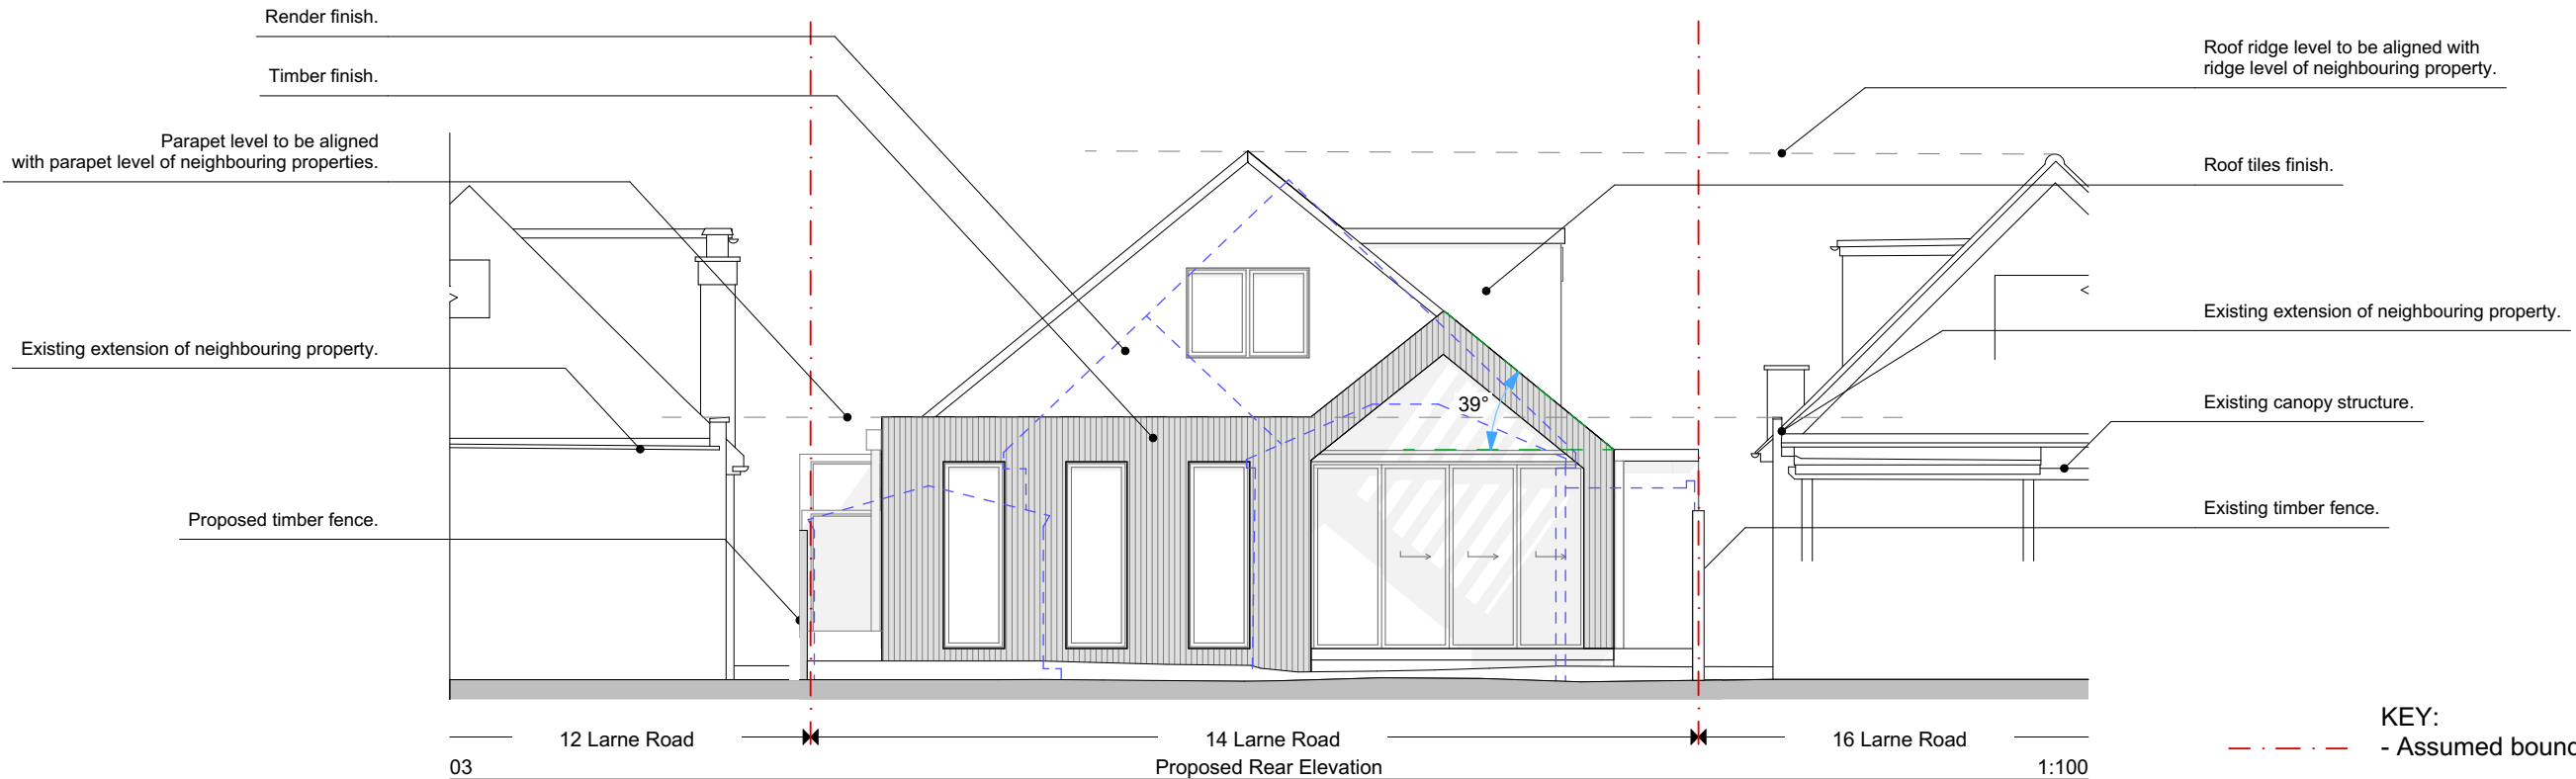 Render finish.
Timber finish.
Parapet level to be aligned
with parapet level of neighbouring properties.
Existing extension of neighbouring property.
Proposed timber fence.
Roof ridge level to be aligned with
ridge level of neighbouring property.
Roof tiles finish.
Existing extension of neighbouring property.
Existing canopy structure.
Existing timber fence.
39°
12 Larne Road
14 Larne Road
16 Larne Road
03
Proposed Rear Elevation
1:100
KEY:
- Assumed